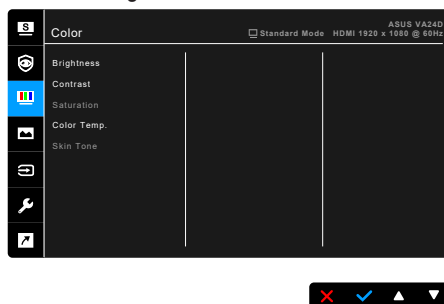 S
Color
Standard Mode
ASUS VA24D
HDMI 1920 x 1080 @ 60Hz
Brightness
Contrast
Saturation
Color Temp.
Skin Tone